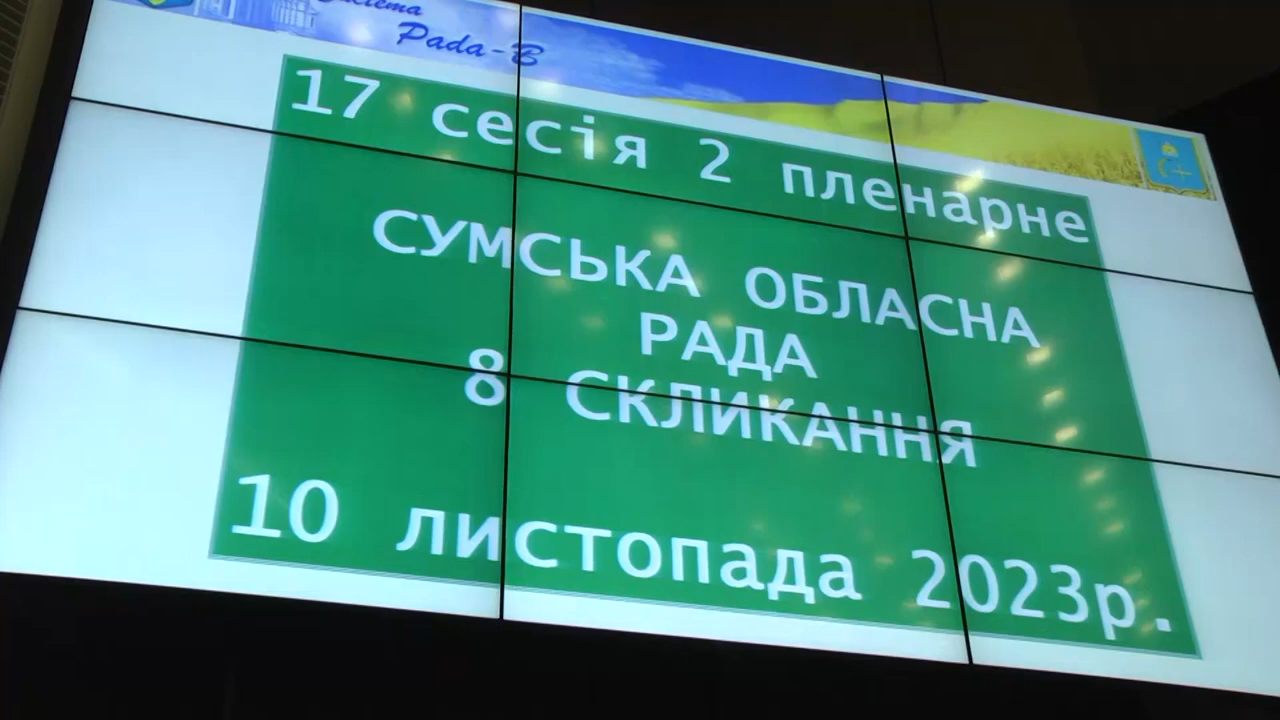 Рада-В
17 сесія 2 пленарне
СУМСЬКА ОБЛАСНА
РАДА
8 СКЛИКАННЯ
10 листопада 2023р.